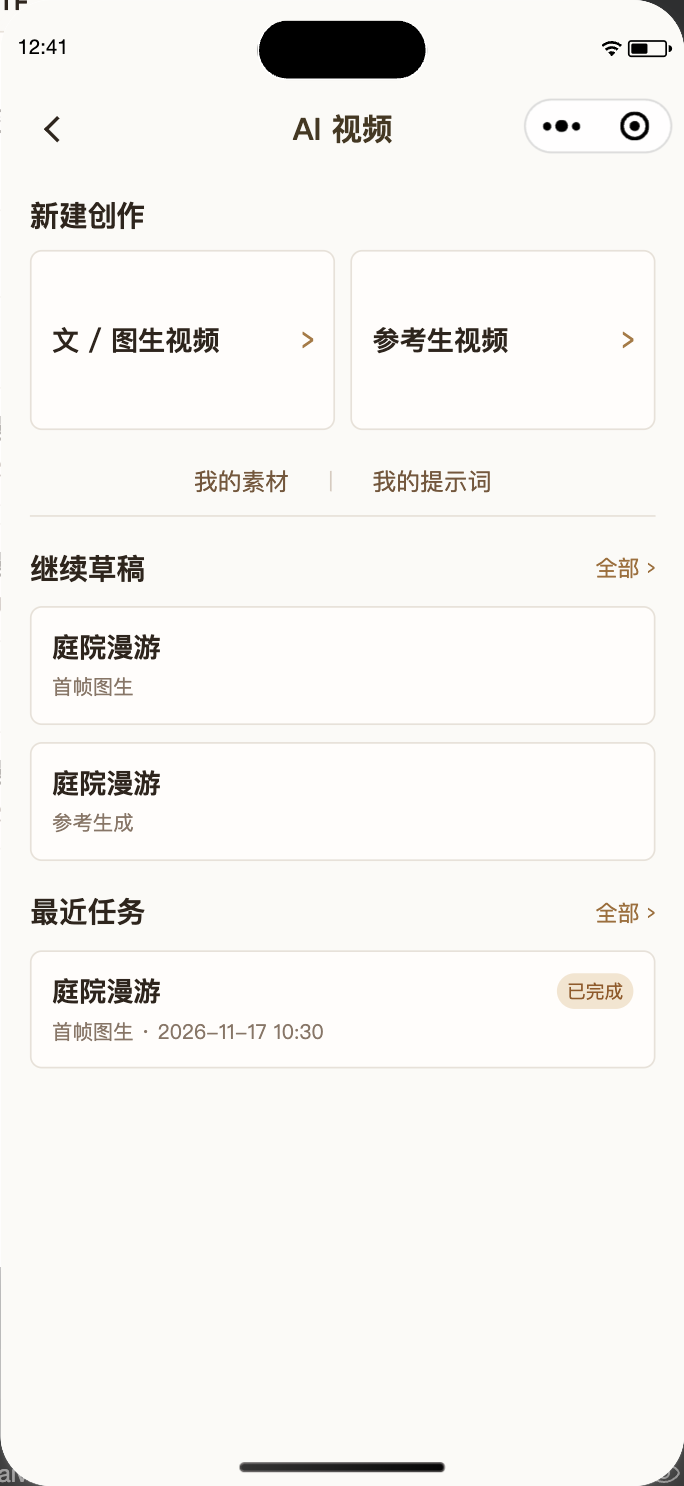 12:41
AI 视频
新建创作
文 / 图生视频
参考生视频
我的素材
我的提示词
继续草稿
全部
庭院漫游
首帧图生
庭院漫游
参考生成
最近任务
全部
庭院漫游
已完成
首帧图生 · 2026-11-17 10:30